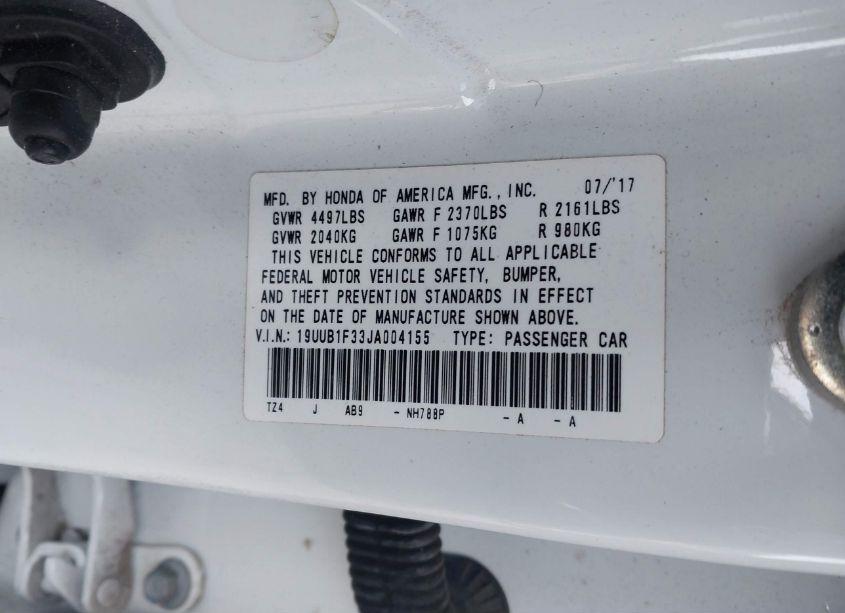 MFD. BY HONDA OF AMERICA MFG., INC. 07/'17
GVWR 4497LBS GAWR F 2370LBS R 2161LBS
GVWR 2040KG GAWR F 1075KG R 980KG
THIS VEHICLE CONFORMS TO ALL APPLICABLE
FEDERAL MOTOR VEHICLE SAFETY, BUMPER,
AND THEFT PREVENTION STANDARDS IN EFFECT
ON THE DATE OF MANUFACTURE SHOWN ABOVE.
V.I.N.: 19UUB1F33JA004155 TYPE: PASSENGER CAR
TZ4 J AB9 - NH788P - A - A